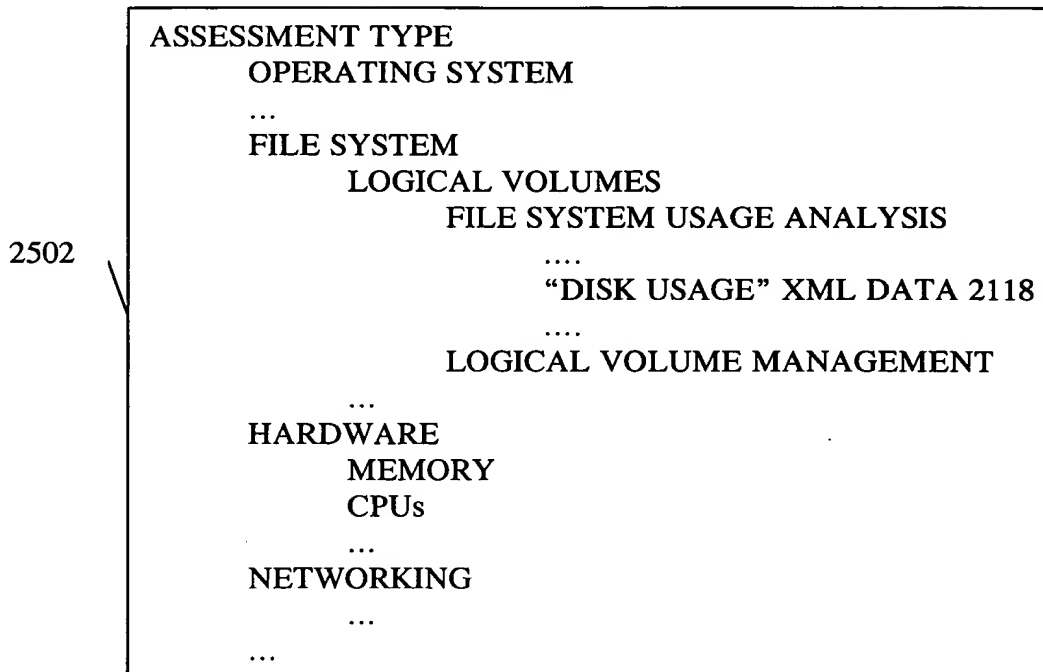 ASSESSMENT TYPE
OPERATING SYSTEM
...
FILE SYSTEM
LOGICAL VOLUMES
FILE SYSTEM USAGE ANALYSIS
....
2502
“DISK USAGE” XML DATA 2118
....
LOGICAL VOLUME MANAGEMENT
...
HARDWARE
MEMORY
CPUs
...
NETWORKING
...
...